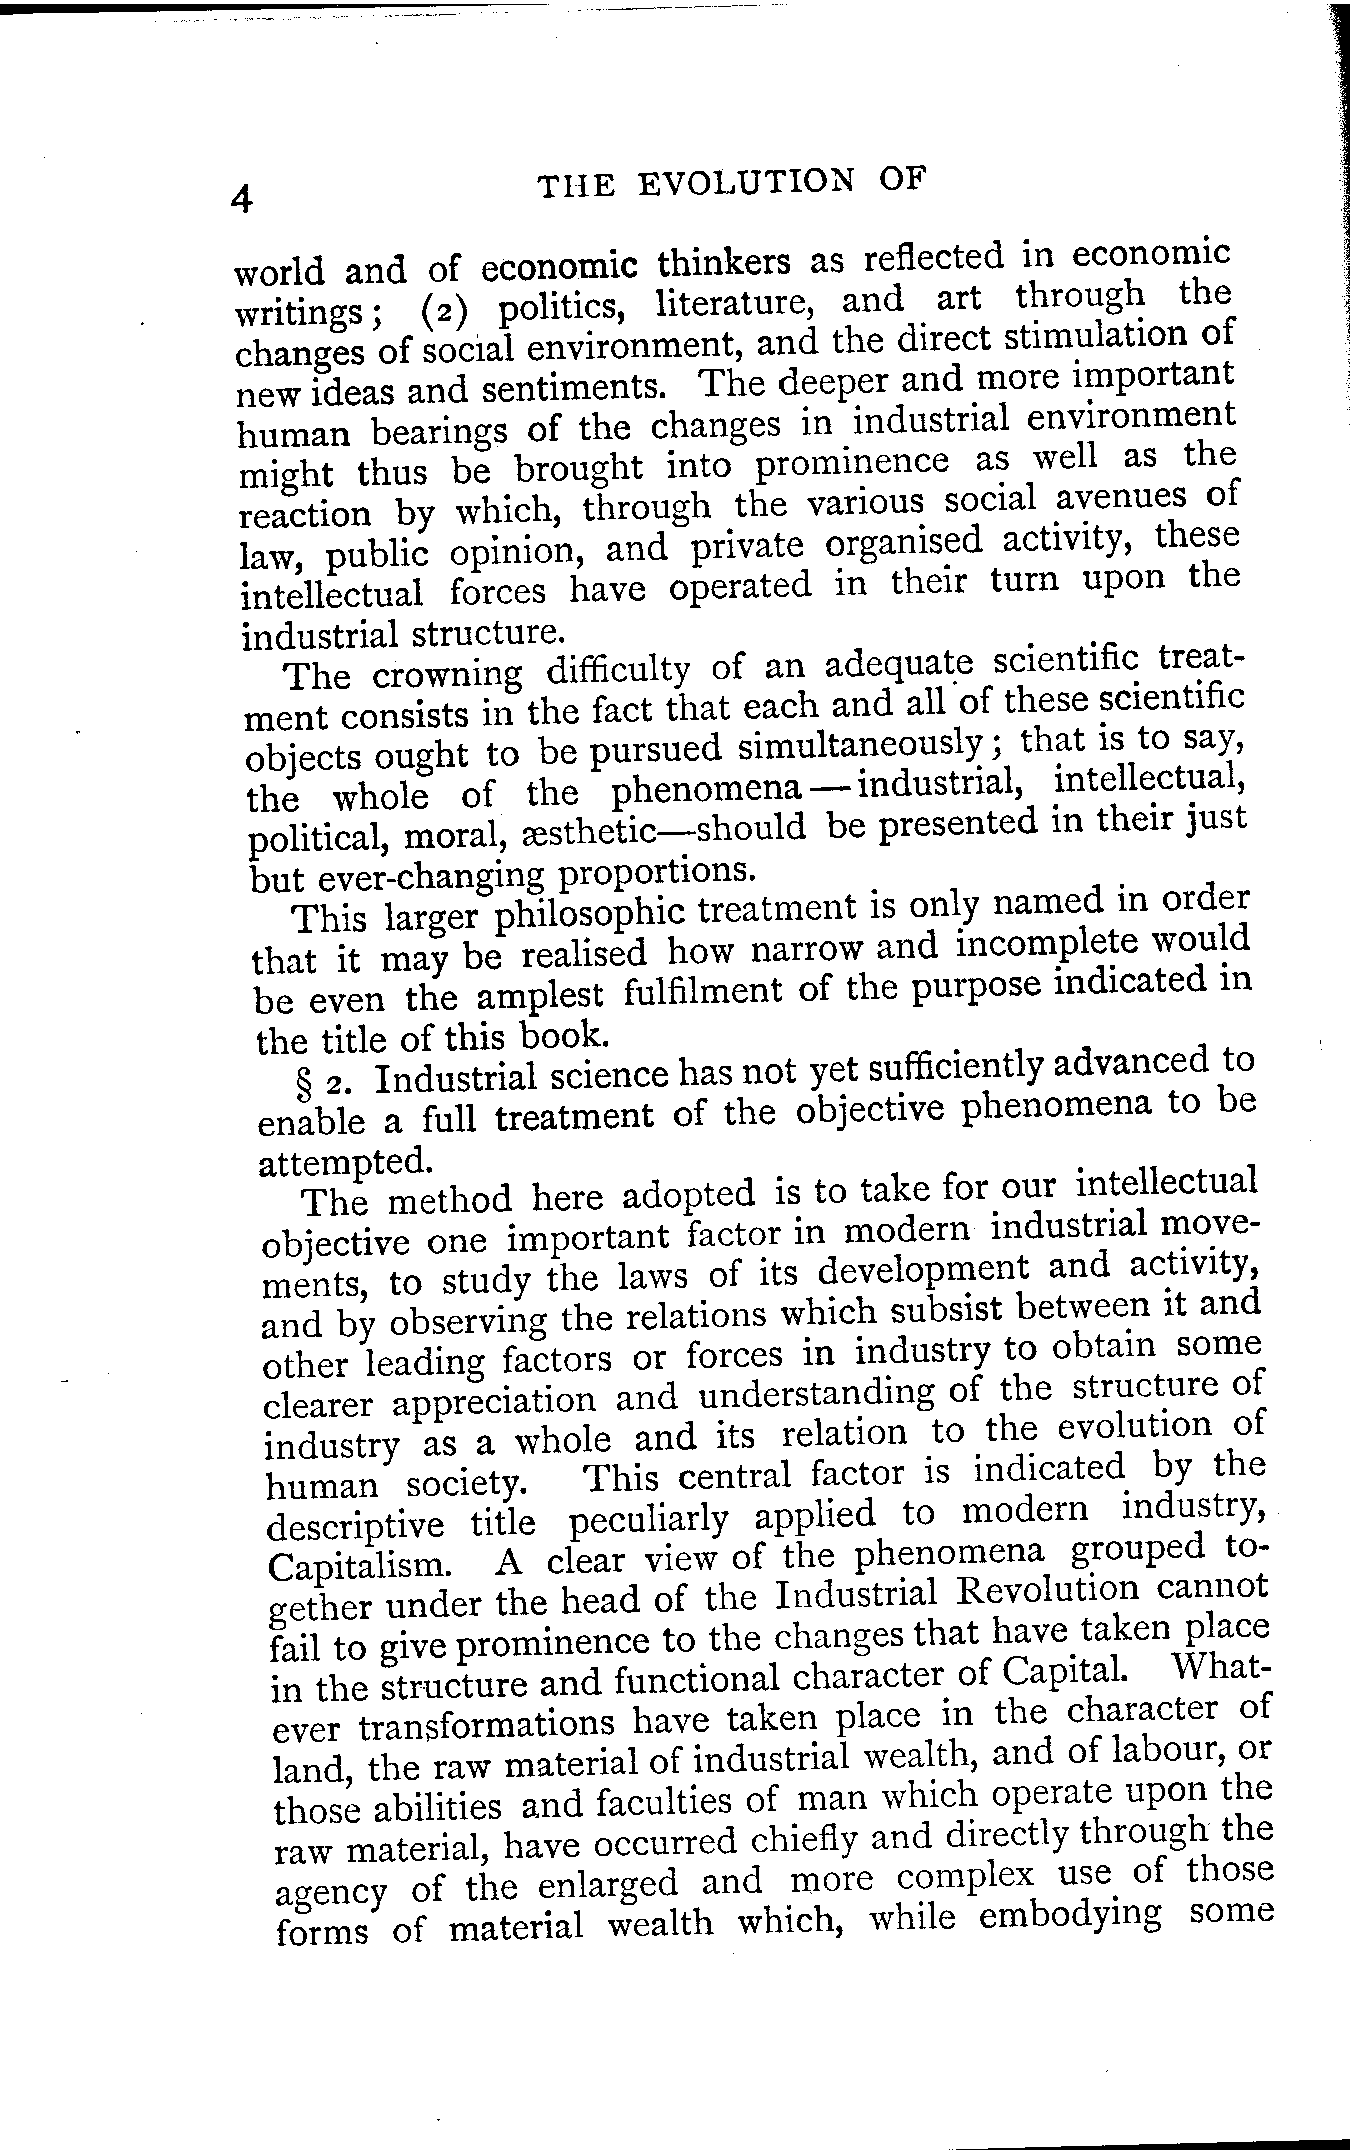 4 THE EVOLUTION OF
world and of economic thinkers as reflected in economic
writings; (2) politics, literature, and art through the
changes of social environment, and the direct stimulation of
new ideas and sentiments. The deeper and more important
human bearings of the changes in industrial environment
might thus be brought into prominence as well as the
reaction by which, through the various social avenues of
law, public opinion, and private organised activity, these
intellectual forces have operated in their turn upon the
industrial structure.
The crowning difficulty of an adequate scientific treat-
ment consists in the fact that each and all of these scientific
objects ought to be pursued simultaneously; that is to say,
the whole of the phenomena—industrial, intellectual,
political, moral, æsthetic—should be presented in their just
but ever-changing proportions.
This larger philosophic treatment is only named in order
that it may be realised how narrow and incomplete would
be even the amplest fulfilment of the purpose indicated in
the title of this book.
§ 2. Industrial science has not yet sufficiently advanced to
enable a full treatment of the objective phenomena to be
attempted.
The method here adopted is to take for our intellectual
objective one important factor in modern industrial move-
ments, to study the laws of its development and activity,
and by observing the relations which subsist between it and
other leading factors or forces in industry to obtain some
clearer appreciation and understanding of the structure of
industry as a whole and its relation to the evolution of
human society. This central factor is indicated by the
descriptive title peculiarly applied to modern industry,
Capitalism. A clear view of the phenomena grouped to-
gether under the head of the Industrial Revolution cannot
fail to give prominence to the changes that have taken place
in the structure and functional character of Capital. What-
ever transformations have taken place in the character of
land, the raw material of industrial wealth, and of labour, or
those abilities and faculties of man which operate upon the
raw material, have occurred chiefly and directly through the
agency of the enlarged and more complex use of those
forms of material wealth which, while embodying some